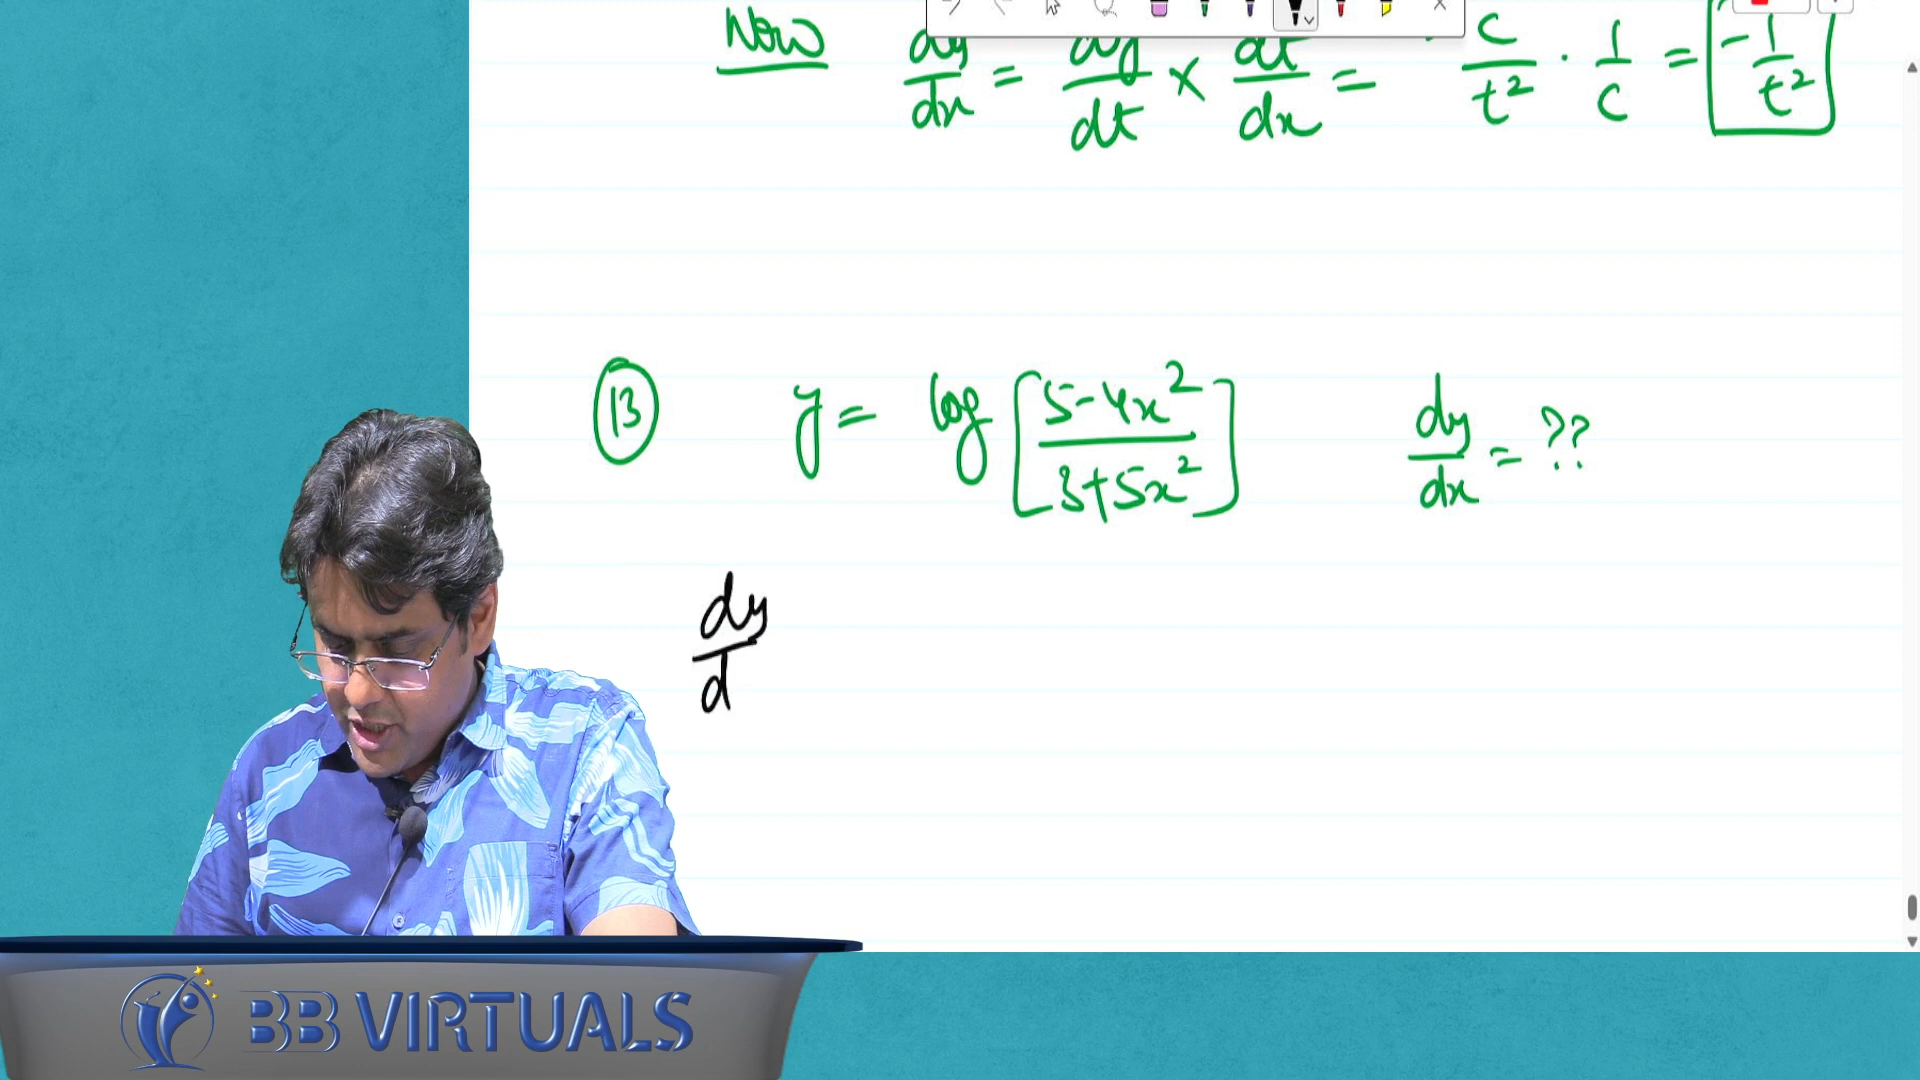 Now dy/dx = dy/dt × dt/dx = - c/t² · 1/c = - 1/t²
13 y = log [5-4x²/3+5x²] dy/dx = ??
dy/d
BB VIRTUALS